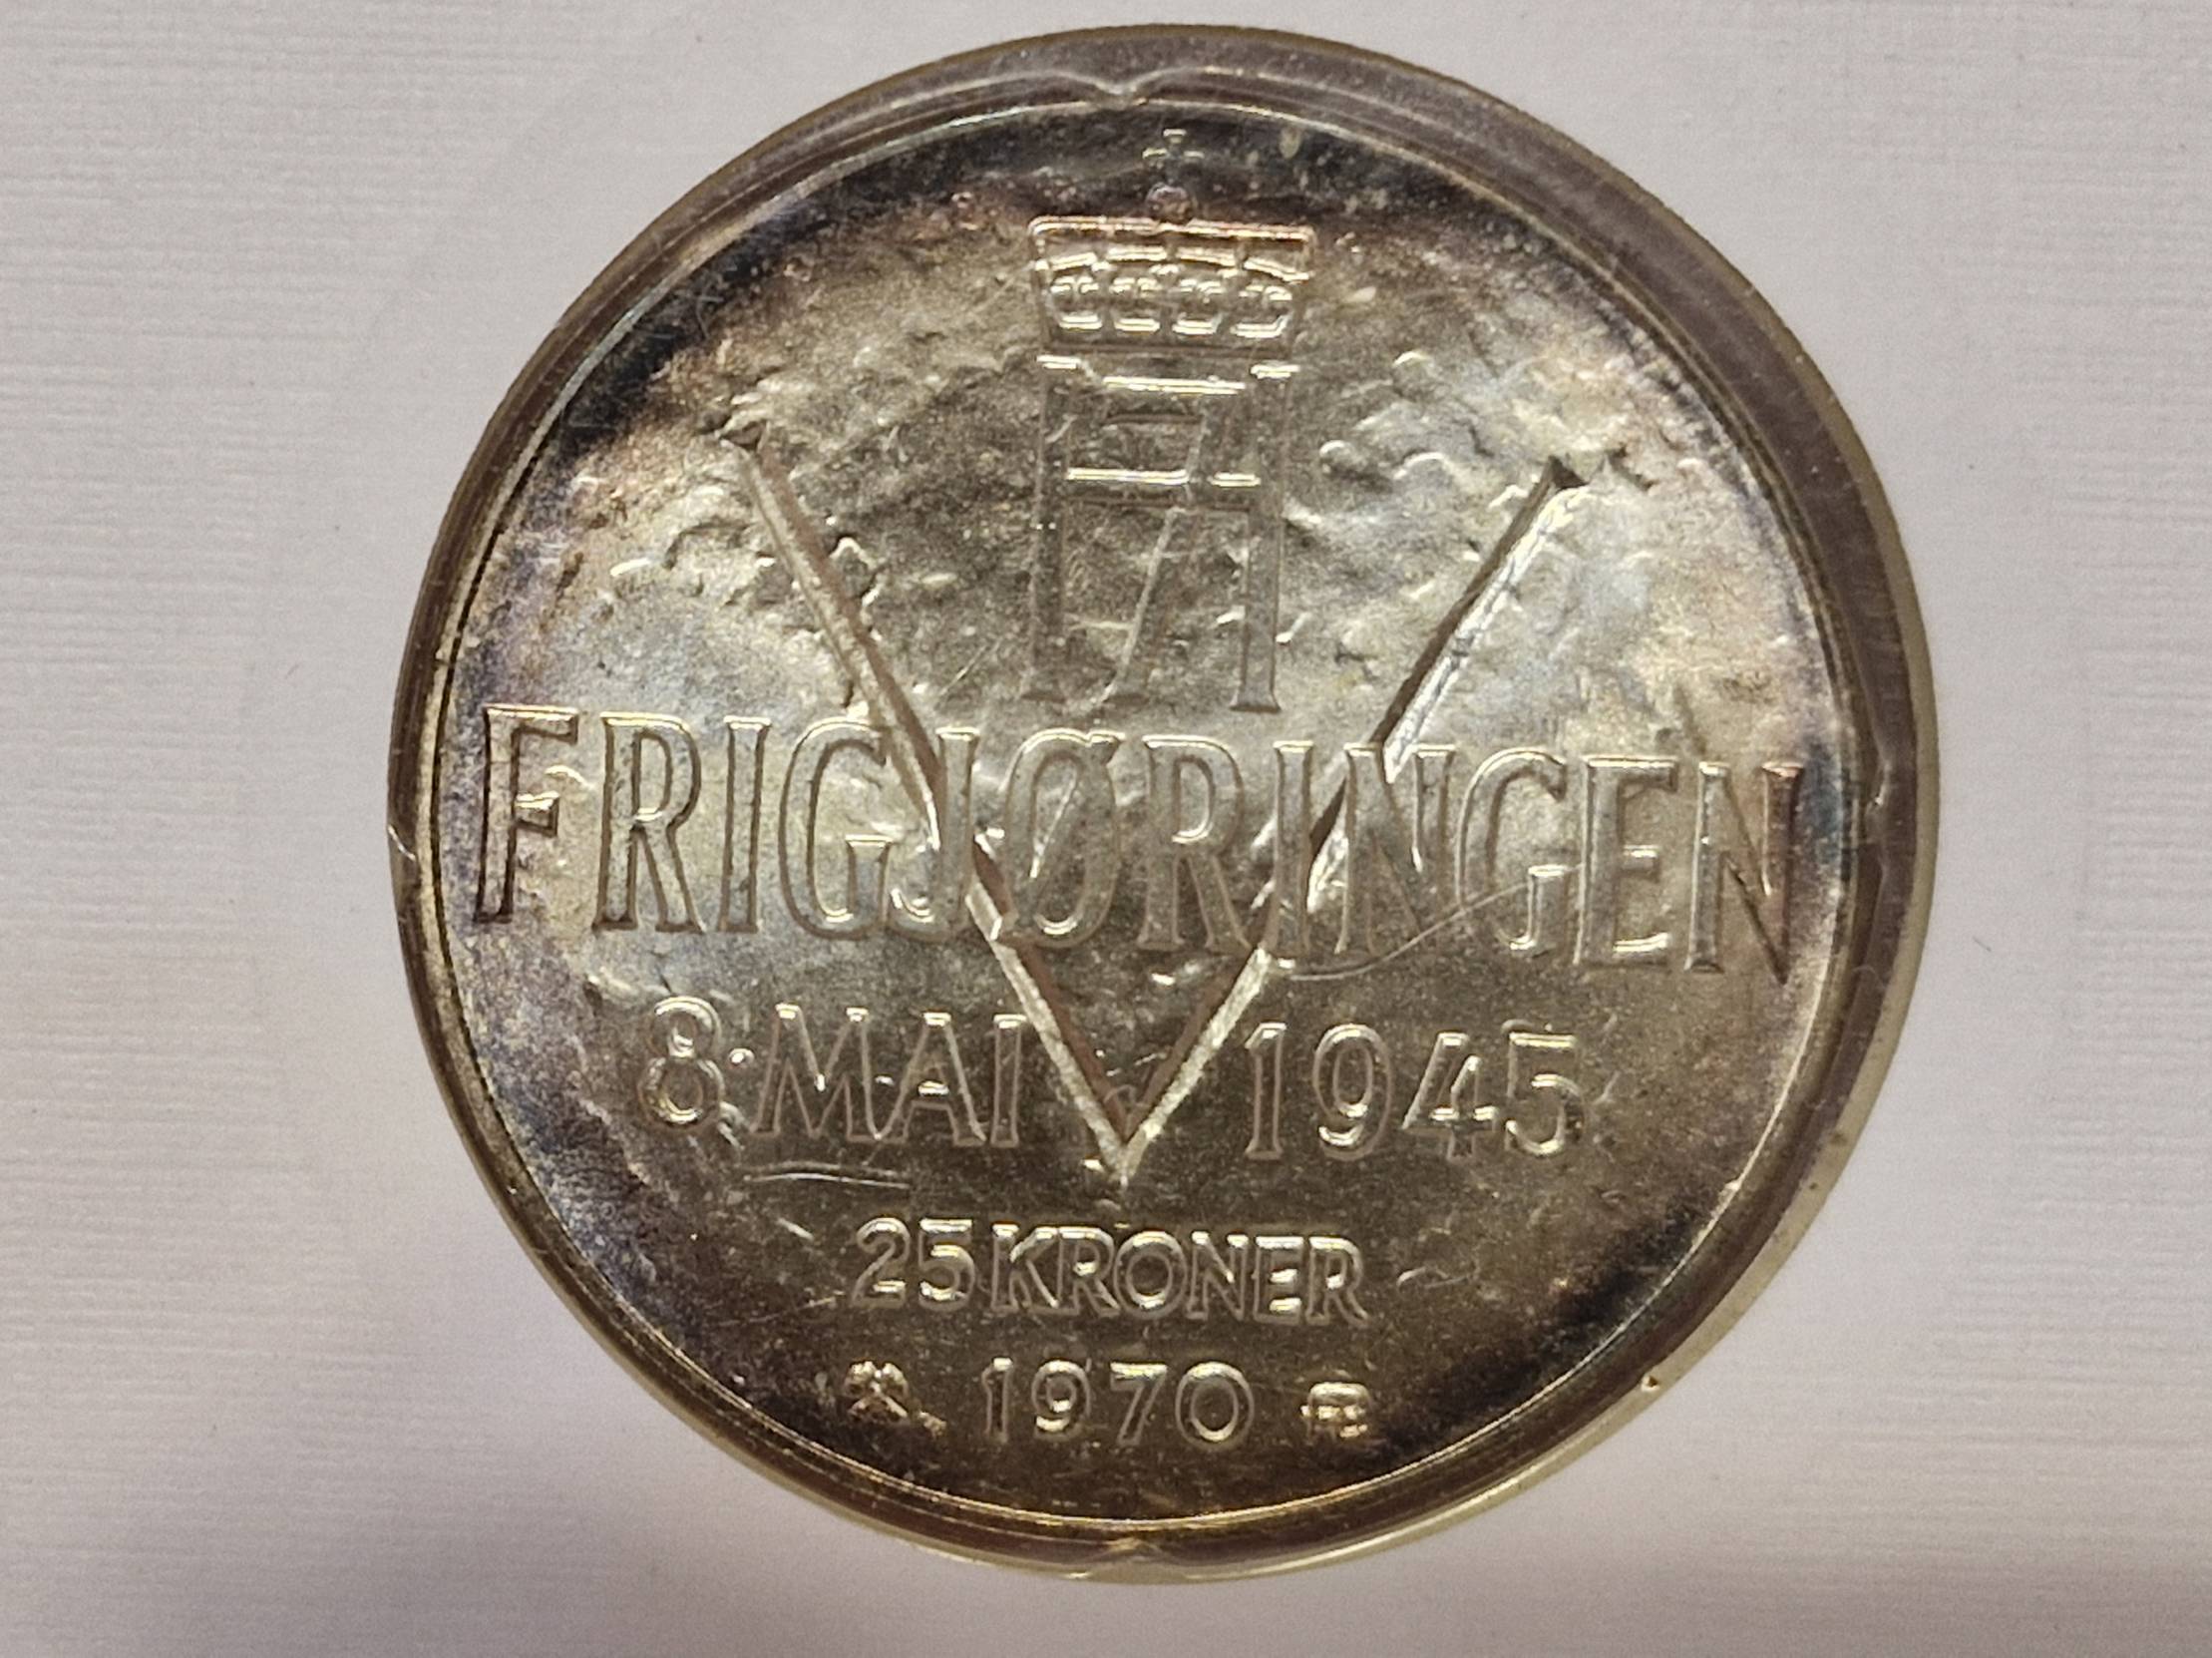 FRIGJØRINGEN
8·MAI 1945
25 KRONER
1970